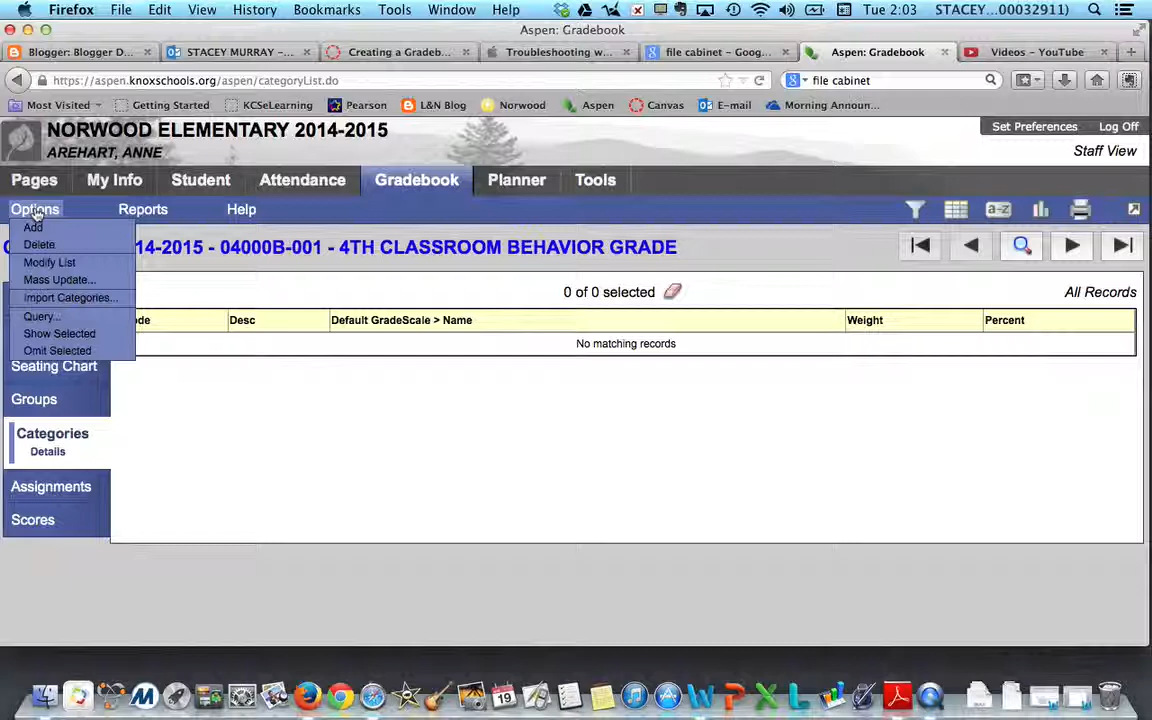 Firefox File Edit View History Bookmarks Tools Window Help Tue 2:03 STACEY...00032911)
Aspen: Gradebook
Blogger: Blogger D... STACEY MURRAY -... Creating a Gradeb... Troubleshooting w... file cabinet – Goog... Aspen: Gradebook Videos – YouTube
https://aspen.knoxschools.org/aspen/categoryList.do file cabinet
Most Visited Getting Started KCSeLearning Pearson L&N Blog Norwood Aspen Canvas E-mail Morning Announ...
NORWOOD ELEMENTARY 2014-2015 Set Preferences Log Off
AREHART, ANNE Staff View
Pages My Info Student Attendance Gradebook Planner Tools
Options Reports Help a-z
Add
Delete
14-2015 - 04000B-001 - 4TH CLASSROOM BEHAVIOR GRADE
Modify List
Mass Update...
Import Categories... 0 of 0 selected All Records
Query... ode Desc Default GradeScale > Name Weight Percent
Show Selected No matching records
Omit Selected
Seating Chart
Groups
Categories
Details
Assignments
Scores